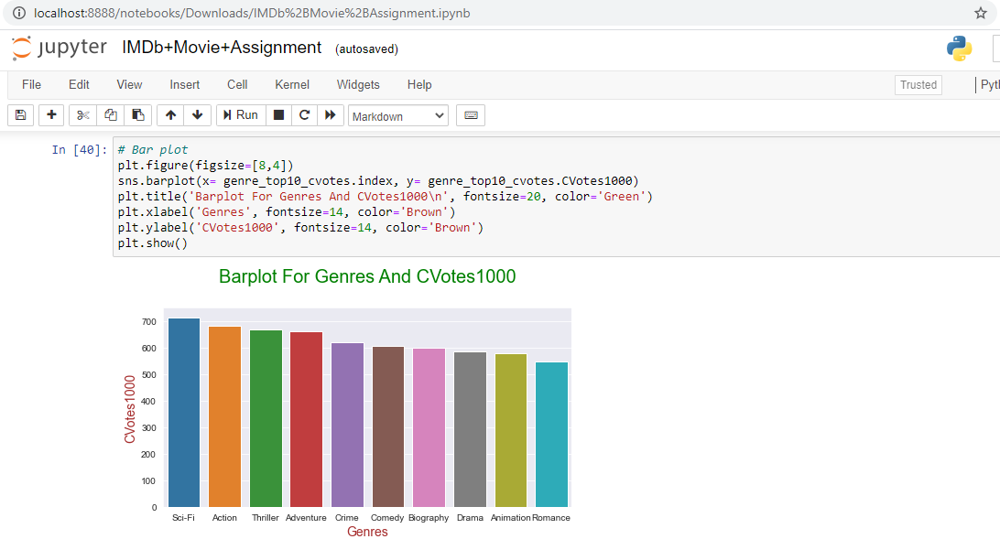 localhost:8888/notebooks/Downloads/IMDb%2BMovie%2BAssignment.ipynb
jupyter IMDb+Movie+Assignment (autosaved)
File Edit View Insert Cell Kernel Widgets Help Trusted Pyth
Run Markdown
In [40]: # Bar plot
plt.figure(figsize=[8,4])
sns.barplot(x= genre_top10_cvotes.index, y= genre_top10_cvotes.CVotes1000)
plt.title('Barplot For Genres And CVotes1000\n', fontsize=20, color='Green')
plt.xlabel('Genres', fontsize=14, color='Brown')
plt.ylabel('CVotes1000', fontsize=14, color='Brown')
plt.show()
Barplot For Genres And CVotes1000
CVotes1000
700
600
500
400
300
200
100
0
Sci-Fi Action Thriller Adventure Crime Comedy Biography Drama Animation Romance
Genres